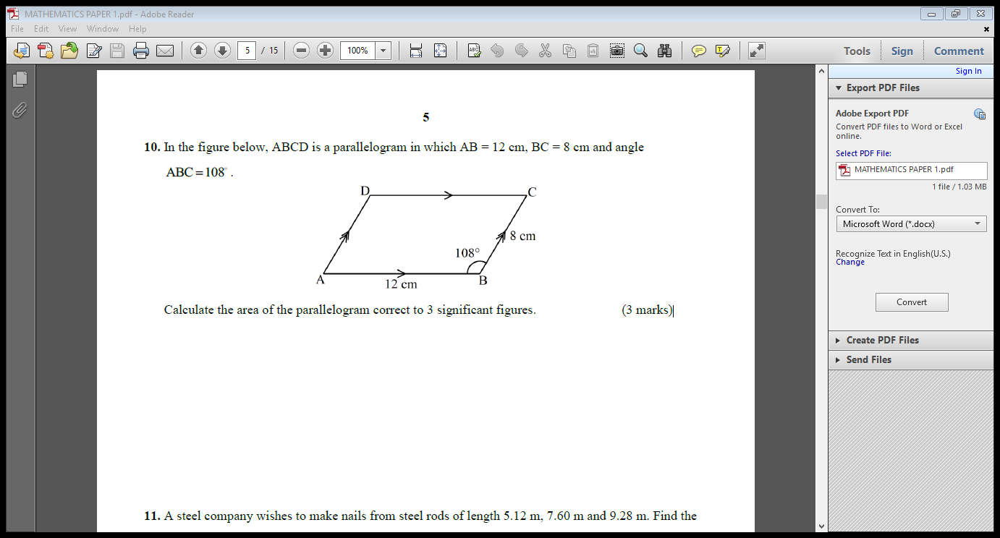 MATHEMATICS PAPER 1.pdf - Adobe Reader
File Edit View Window Help
5 / 15 100% Tools Sign Comment
Sign In
Export PDF Files
Adobe Export PDF
Convert PDF files to Word or Excel
online.
Select PDF File:
MATHEMATICS PAPER 1.pdf
1 file / 1.03 MB
Convert To:
Microsoft Word (*.docx)
Recognize Text in English(U.S.)
Change
Convert
Create PDF Files
Send Files
5
10. In the figure below, ABCD is a parallelogram in which AB = 12 cm, BC = 8 cm and angle
ABC=108° .
D C
8 cm
108°
A B
12 cm
Calculate the area of the parallelogram correct to 3 significant figures. (3 marks)
11. A steel company wishes to make nails from steel rods of length 5.12 m, 7.60 m and 9.28 m. Find the